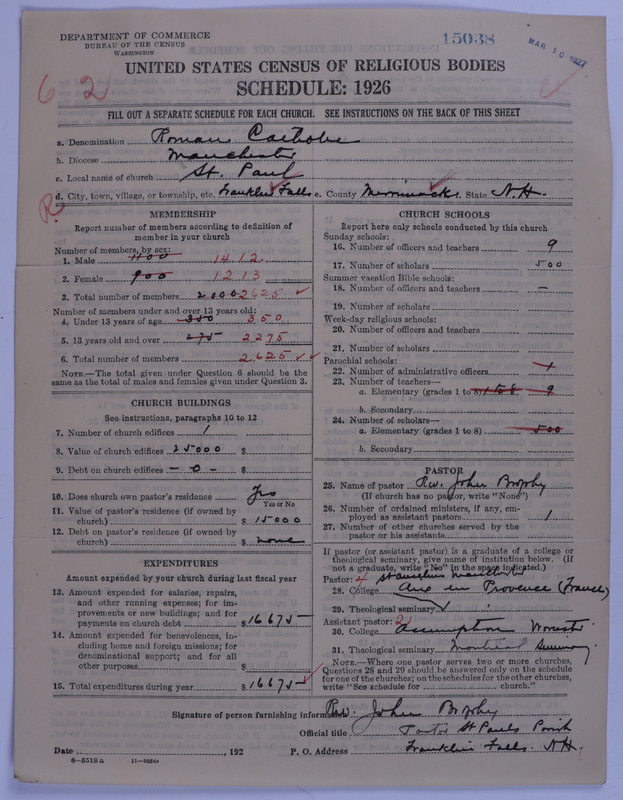 DEPARTMENT OF COMMERCE
BUREAU OF THE CENSUS
WASHINGTON
15038
MAR 10 1927
UNITED STATES CENSUS OF RELIGIOUS BODIES
SCHEDULE: 1926
6 2
FILL OUT A SEPARATE SCHEDULE FOR EACH CHURCH. SEE INSTRUCTIONS ON THE BACK OF THIS SHEET
a. Denomination Roman Catholic
b. Diocese Manchester
c. Local name of church St. Paul
d. City, town, village, or township, etc. Franklin Falls e. County Merrimack f. State N.H.
R
MEMBERSHIP
Report number of members according to definition of
member in your church
Number of members, by sex:
1. Male 1100 1412
2. Female 900 1213
3. Total number of members 2000 2625
Number of members under and over 13 years old:
4. Under 13 years of age 350 350
5. 13 years old and over 275 2275
6. Total number of members 2625
NOTE.—The total given under Question 6 should be the
same as the total of males and females given under Question 3.
CHURCH BUILDINGS
See instructions, paragraphs 10 to 12
7. Number of church edifices 1
8. Value of church edifices 25000 $
9. Debt on church edifices - 0 - $
10. Does church own pastor's residence Yes
Yes or No
11. Value of pastor's residence (if owned by
church) $ 15000
12. Debt on pastor's residence (if owned by
church) $ none
EXPENDITURES
Amount expended by your church during last fiscal year
13. Amount expended for salaries, repairs,
and other running expenses; for im-
provements or new buildings; and for
payments on church debt $ 16675
14. Amount expended for benevolences, in-
cluding home and foreign missions; for
denominational support; and for all
other purposes $
15. Total expenditures during year $ 16675
CHURCH SCHOOLS
Report here only schools conducted by this church
Sunday schools:
16. Number of officers and teachers 9
17. Number of scholars 500
Summer vacation Bible schools:
18. Number of officers and teachers —
19. Number of scholars
Week-day religious schools:
20. Number of officers and teachers
21. Number of scholars
Parochial schools:
22. Number of administrative officers 1
23. Number of teachers—
a. Elementary (grades 1 to 8) 1 to 8 9
b. Secondary
24. Number of scholars—
a. Elementary (grades 1 to 8) 500
b. Secondary
PASTOR
25. Name of pastor Rev. John Brophy
(If church has no pastor, write "None")
26. Number of ordained ministers, if any, em-
ployed as assistant pastors 1
27. Number of other churches served by the
pastor or his assistants
If pastor (or assistant pastor) is a graduate of a college or
theological seminary, give name of institution below. (If
not a graduate, write "No" in the space indicated.)
Pastor: 4
28. College Aix en Provence (France)
29. Theological seminary
Assistant pastor: 2
30. College Assumption Worcester
31. Theological seminary Montreal Seminary
NOTE.—Where one pastor serves two or more churches,
Questions 28 and 29 should be answered only on the schedule
for one of the churches; on the schedules for the other churches,
write "See schedule for church."
Signature of person furnishing information Rev. John Brophy
Official title Pastor St Pauls Parish
Date , 192 P. O. Address Franklin Falls. N.H.
8-5518 a 11-9034s